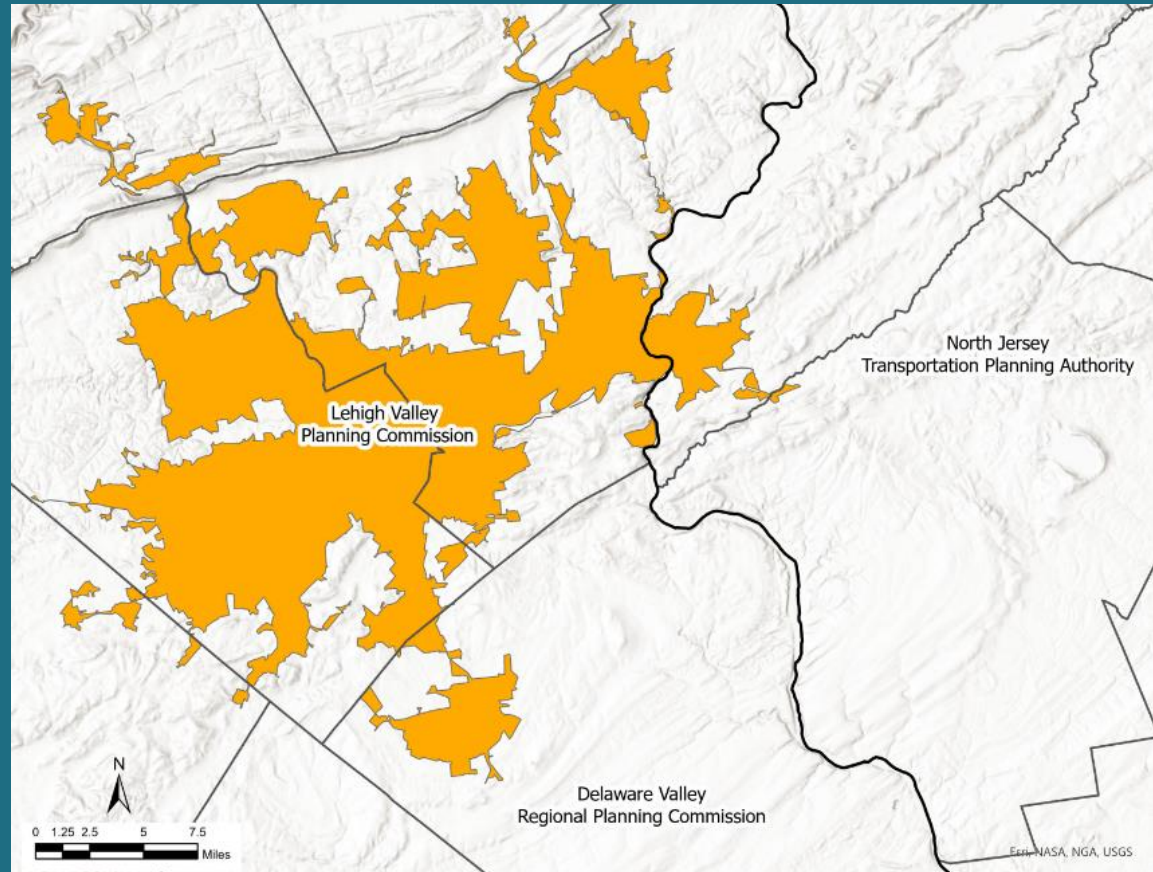 North Jersey
Transportation Planning Authority
Lehigh Valley
Planning Commission
N
Delaware Valley
Regional Planning Commission
0 1.25 2.5 5 7.5
Miles
Esri, NASA, NGA, USGS